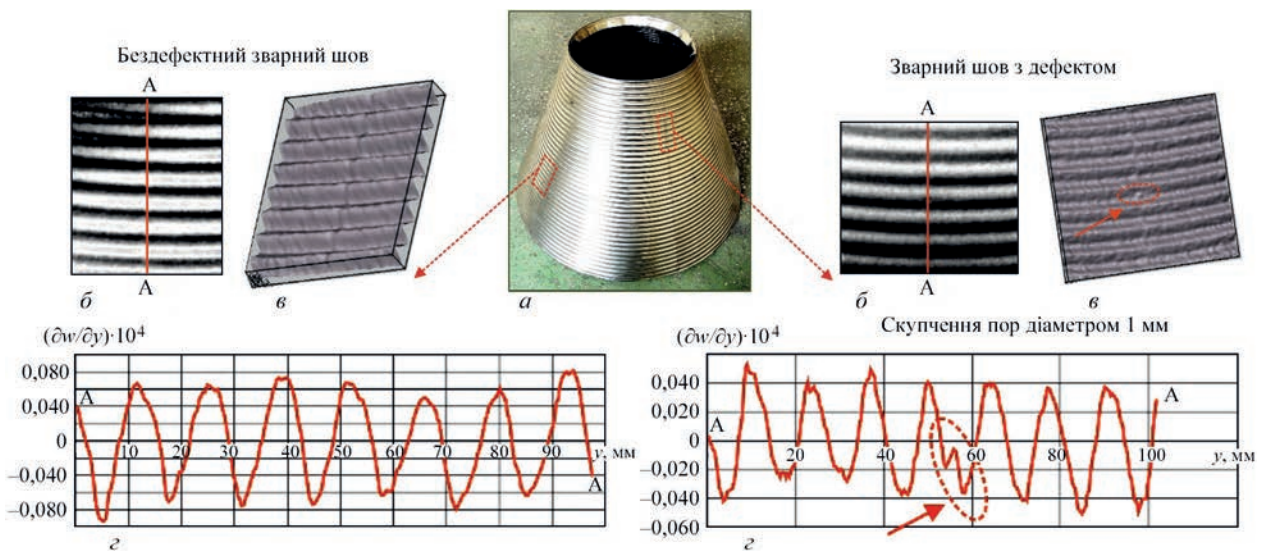 Бездефектний зварний шов
Зварний шов з дефектом
А
А
б
в
а
А
А
б
в
Скупчення пор діаметром 1 мм
(∂w/∂y)·10⁴
0,080
0,040
0
–0,040
–0,080
А
10
20
30
40
50
60
70
80
90
y, мм
А
г
(∂w/∂y)·10⁴
0,040
0,020
0
–0,020
–0,040
–0,060
А
20
40
60
80
100
А
y, мм
г